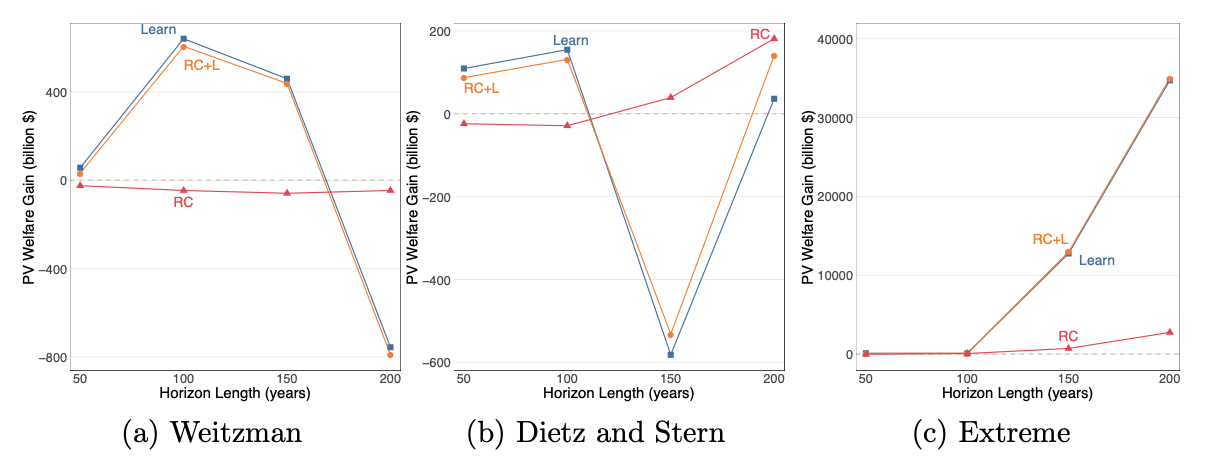 PV Welfare Gain (billion $)
400
0
−400
−800
Learn
RC+L
RC
50 100 150 200
Horizon Length (years)
(a) Weitzman
PV Welfare Gain (billion $)
200
0
−200
−400
−600
Learn
RC+L
RC
50 100 150 200
Horizon Length (years)
(b) Dietz and Stern
PV Welfare Gain (billion $)
40000
30000
20000
10000
0
RC+L
Learn
RC
50 100 150 200
Horizon Length (years)
(c) Extreme